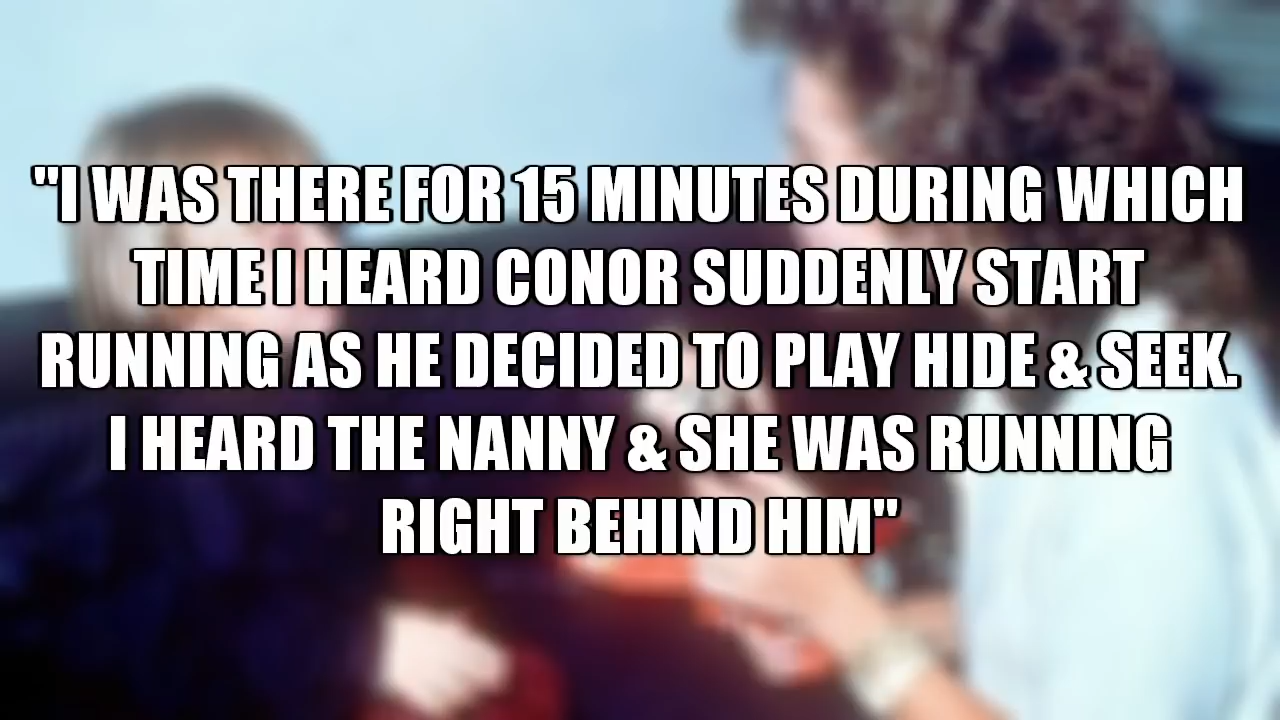 "I WAS THERE FOR 15 MINUTES DURING WHICH
TIME I HEARD CONOR SUDDENLY START
RUNNING AS HE DECIDED TO PLAY HIDE & SEEK.
I HEARD THE NANNY & SHE WAS RUNNING
RIGHT BEHIND HIM"